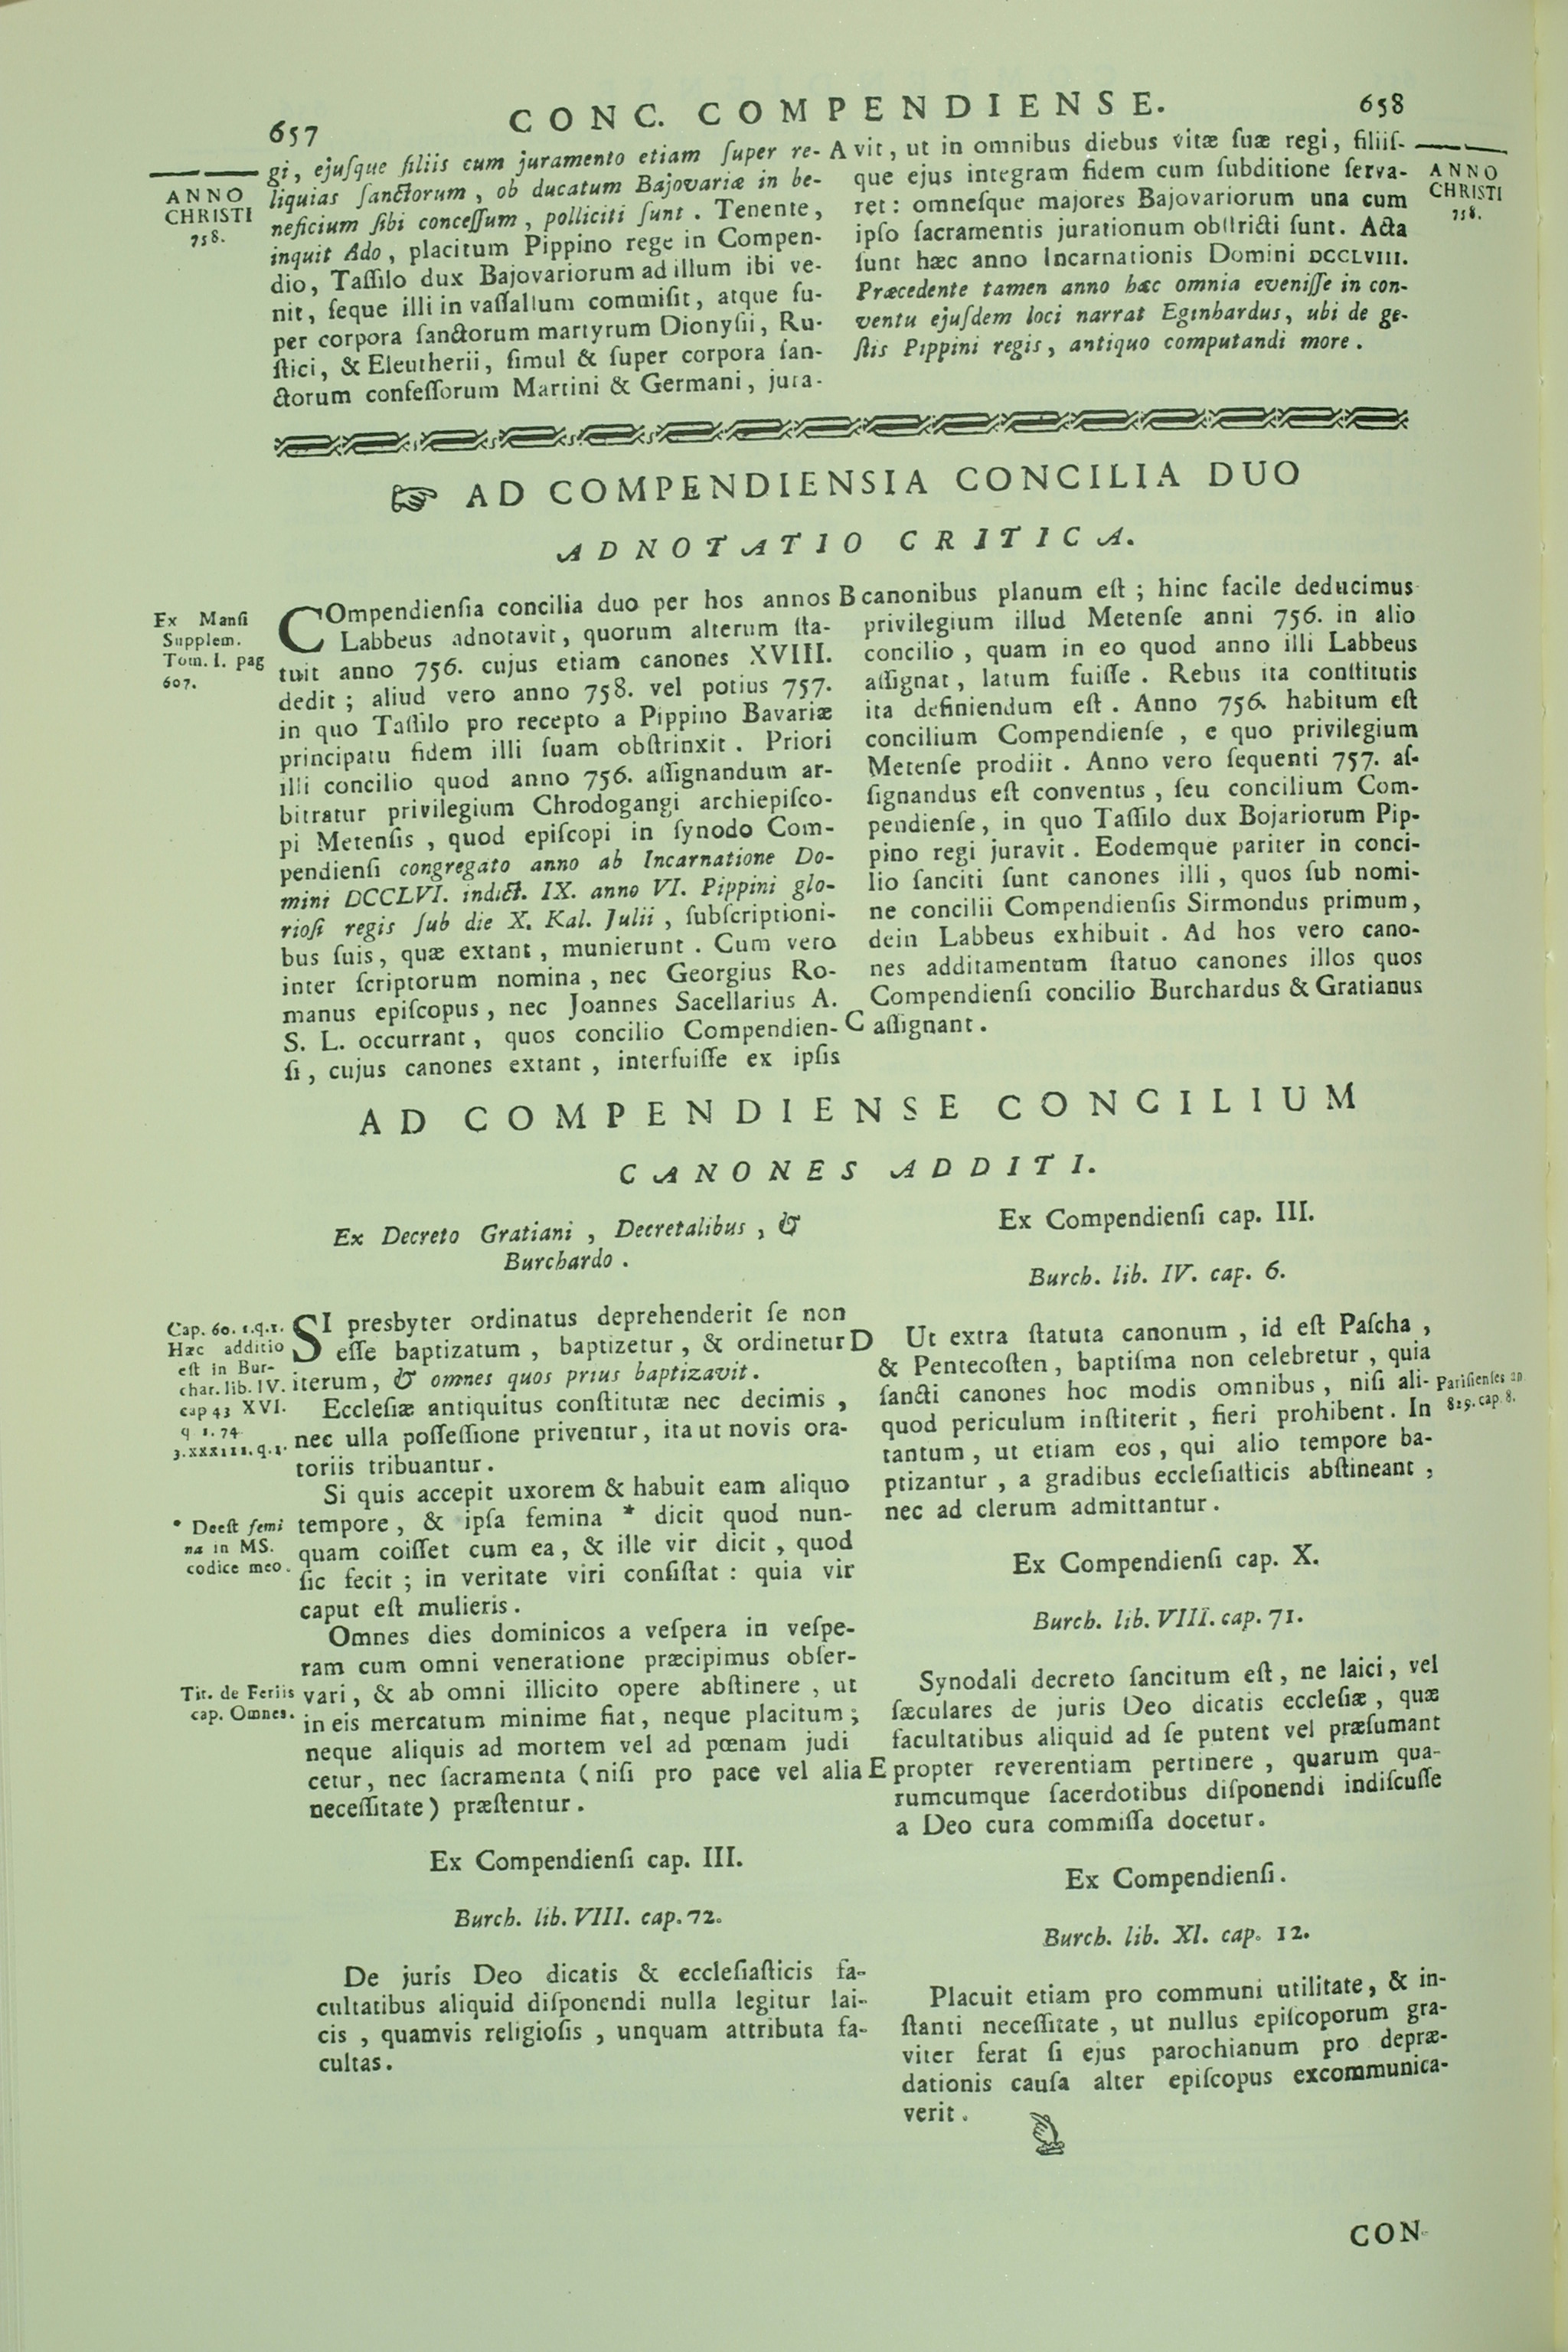 657
CONC. COMPENDIENSE.
658
ANNO
CHRISTI
758.
gi, ejuſque filiis cum juramento etiam ſuper re-
liquias ſanctorum, ob ducatum Bajovariæ in be-
neficium ſibi conceſſum, polliciti ſunt. Tenente,
inquit Ado, placitum Pippino rege in Compen-
dio, Taſſilo dux Bajovariorum ad illum ibi ve-
nit, ſeque illi in vaſſallum commiſit, atque ſu-
per corpora ſanctorum martyrum Dionyſii, Ru-
ſtici, & Eleutherii, ſimul & ſuper corpora ſan-
ctorum confeſſorum Martini & Germani, jura-
A vit, ut in omnibus diebus vitæ ſuæ regi, filiiſ-
que ejus integram fidem cum ſubditione ſerva-
ret: omneſque majores Bajovariorum una cum
ipſo ſacramentis jurationum obſtricti ſunt. Acta
ſunt hæc anno Incarnationis Domini DCCLVIII.
Præcedente tamen anno hæc omnia eveniſſe in con-
ventu ejuſdem loci narrat Eginhardus, ubi de ge-
ſtis Pippini regis, antiquo computandi more.
ANNO
CHRISTI
758.
☞ AD COMPENDIENSIA CONCILIA DUO
ADNOTATIO CRITICA.
Ex Manſi
Supplem.
Tom. I. pag
607.
COmpendienſia concilia duo per hos annos
Labbeus adnotavit, quorum alterum ſta-
tuit anno 756. cujus etiam canones XVIII.
dedit; aliud vero anno 758. vel potius 757.
in quo Taſſilo pro recepto a Pippino Bavariæ
principatu fidem illi ſuam obſtrinxit. Priori
illi concilio quod anno 756. aſſignandum ar-
bitratur privilegium Chrodogangi archiepiſco-
pi Metenſis, quod epiſcopi in ſynodo Com-
pendienſi congregato anno ab Incarnatione Do-
mini DCCLVI. indict. IX. anno VI. Pippini glo-
rioſi regis ſub die X. Kal. Julii, ſubſcriptioni-
bus ſuis, quæ extant, munierunt. Cum vero
inter ſcriptorum nomina, nec Georgius Ro-
manus epiſcopus, nec Joannes Sacellarius A.
S. L. occurrant, quos concilio Compendien-
ſi, cujus canones extant, interfuiſſe ex ipſis
B canonibus planum eſt; hinc facile deducimus
privilegium illud Metenſe anni 756. in alio
concilio, quam in eo quod anno illi Labbeus
aſſignat, latum fuiſſe. Rebus ita conſtitutis
ita definiendum eſt. Anno 756. habitum eſt
concilium Compendienſe, e quo privilegium
Metenſe prodiit. Anno vero ſequenti 757. aſ-
ſignandus eſt conventus, ſeu concilium Com-
pendienſe, in quo Taſſilo dux Bojariorum Pip-
pino regi juravit. Eodemque pariter in conci-
lio ſanciti ſunt canones illi, quos ſub nomi-
ne concilii Compendienſis Sirmondus primum,
dein Labbeus exhibuit. Ad hos vero cano-
nes additamentum ſtatuo canones illos quos
Compendienſi concilio Burchardus & Gratianus
C aſſignant.
AD COMPENDIENSE CONCILIUM
CANONES ADDITI.
Ex Decreto Gratiani, Decretalibus, &
Burchardo.
Cap. 60. 1.q.1.
Hæc additio
eſt in Bur-
char. lib. IV.
cap 43 XVI.
q 1. 74
3.XXXIII.q.1.
SI presbyter ordinatus deprehenderit ſe non
eſſe baptizatum, baptizetur, & ordinetur
iterum, & omnes quos prius baptizavit.
Eccleſiæ antiquitus conſtitutæ nec decimis,
nec ulla poſſeſſione priventur, ita ut novis ora-
toriis tribuantur.
Si quis accepit uxorem & habuit eam aliquo
tempore, & ipſa femina * dicit quod nun-
quam coiſſet cum ea, & ille vir dicit, quod
ſic fecit; in veritate viri conſiſtat: quia vir
caput eſt mulieris.
* Deeſt femi
na in MS.
codice meo.
Omnes dies dominicos a veſpera in veſpe-
ram cum omni veneratione præcipimus obſer-
vari, & ab omni illicito opere abſtinere, ut
in eis mercatum minime fiat, neque placitum;
neque aliquis ad mortem vel ad pœnam judi
cetur, nec ſacramenta (niſi pro pace vel alia
neceſſitate) præſtentur.
Tit. de Feriis
cap. Omnes.
Ex Compendienſi cap. III.
Burch. lib. VIII. cap. 72.
De juris Deo dicatis & eccleſiaſticis fa-
cultatibus aliquid diſponendi nulla legitur lai-
cis, quamvis religioſis, unquam attributa fa-
cultas.
Ex Compendienſi cap. III.
Burch. lib. IV. cap. 6.
D Ut extra ſtatuta canonum, id eſt Paſcha,
& Pentecoſten, baptiſma non celebretur, quia
ſancti canones hoc modis omnibus, niſi ali-
quod periculum inſtiterit, fieri prohibent. In
tantum, ut etiam eos, qui alio tempore ba-
ptizantur, a gradibus eccleſiaſticis abſtineant,
nec ad clerum admittantur.
Pariſienſes an
829. cap. 8.
Ex Compendienſi cap. X.
Burch. lib. VIII. cap. 71.
Synodali decreto ſancitum eſt, ne laici, vel
ſæculares de juris Deo dicatis eccleſiæ, quæ
facultatibus aliquid ad ſe putent vel præſumant
E propter reverentiam pertinere, quarum qua-
rumcumque ſacerdotibus diſponendi indiſcuſſe
a Deo cura commiſſa docetur.
Ex Compendienſi.
Burch. lib. XI. cap. 12.
Placuit etiam pro communi utilitate, & in-
ſtanti neceſſitate, ut nullus epiſcoporum gra-
viter ferat ſi ejus parochianum pro depræ-
dationis cauſa alter epiſcopus excommunica-
verit.
CON-